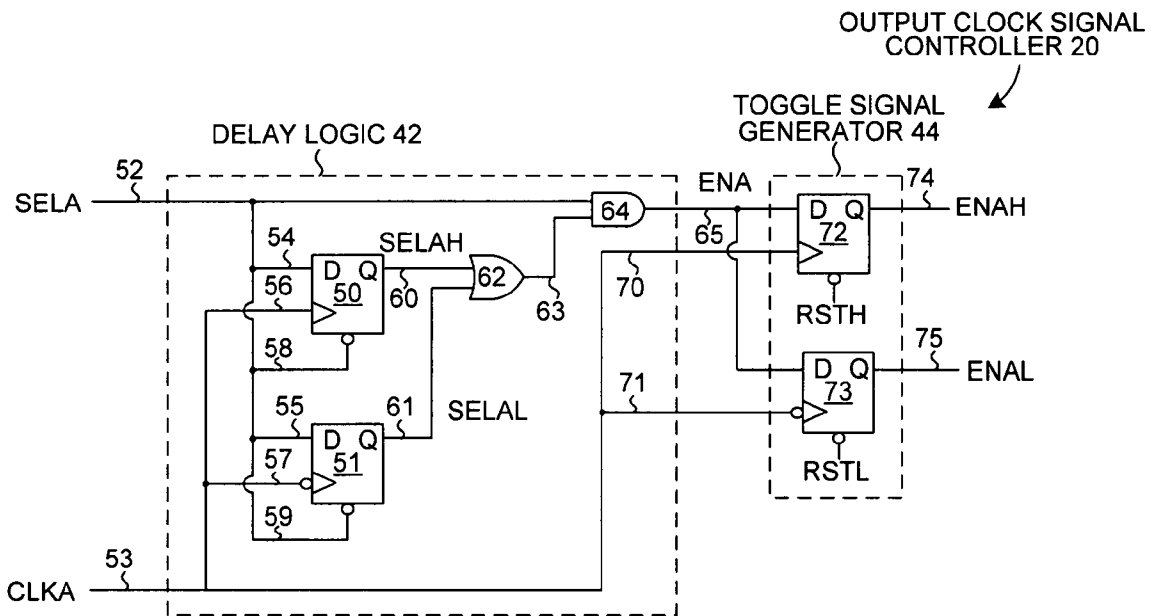 OUTPUT CLOCK SIGNAL
CONTROLLER 20
TOGGLE SIGNAL
GENERATOR 44
DELAY LOGIC 42
52
SELA
ENA
74
64
D Q
72
ENAH
65
54
SELAH
56
D Q
50
60
62
63
70
RSTH
58
75
D Q
73
ENAL
55
61
SELAL
71
57
D Q
51
RSTL
59
53
CLKA